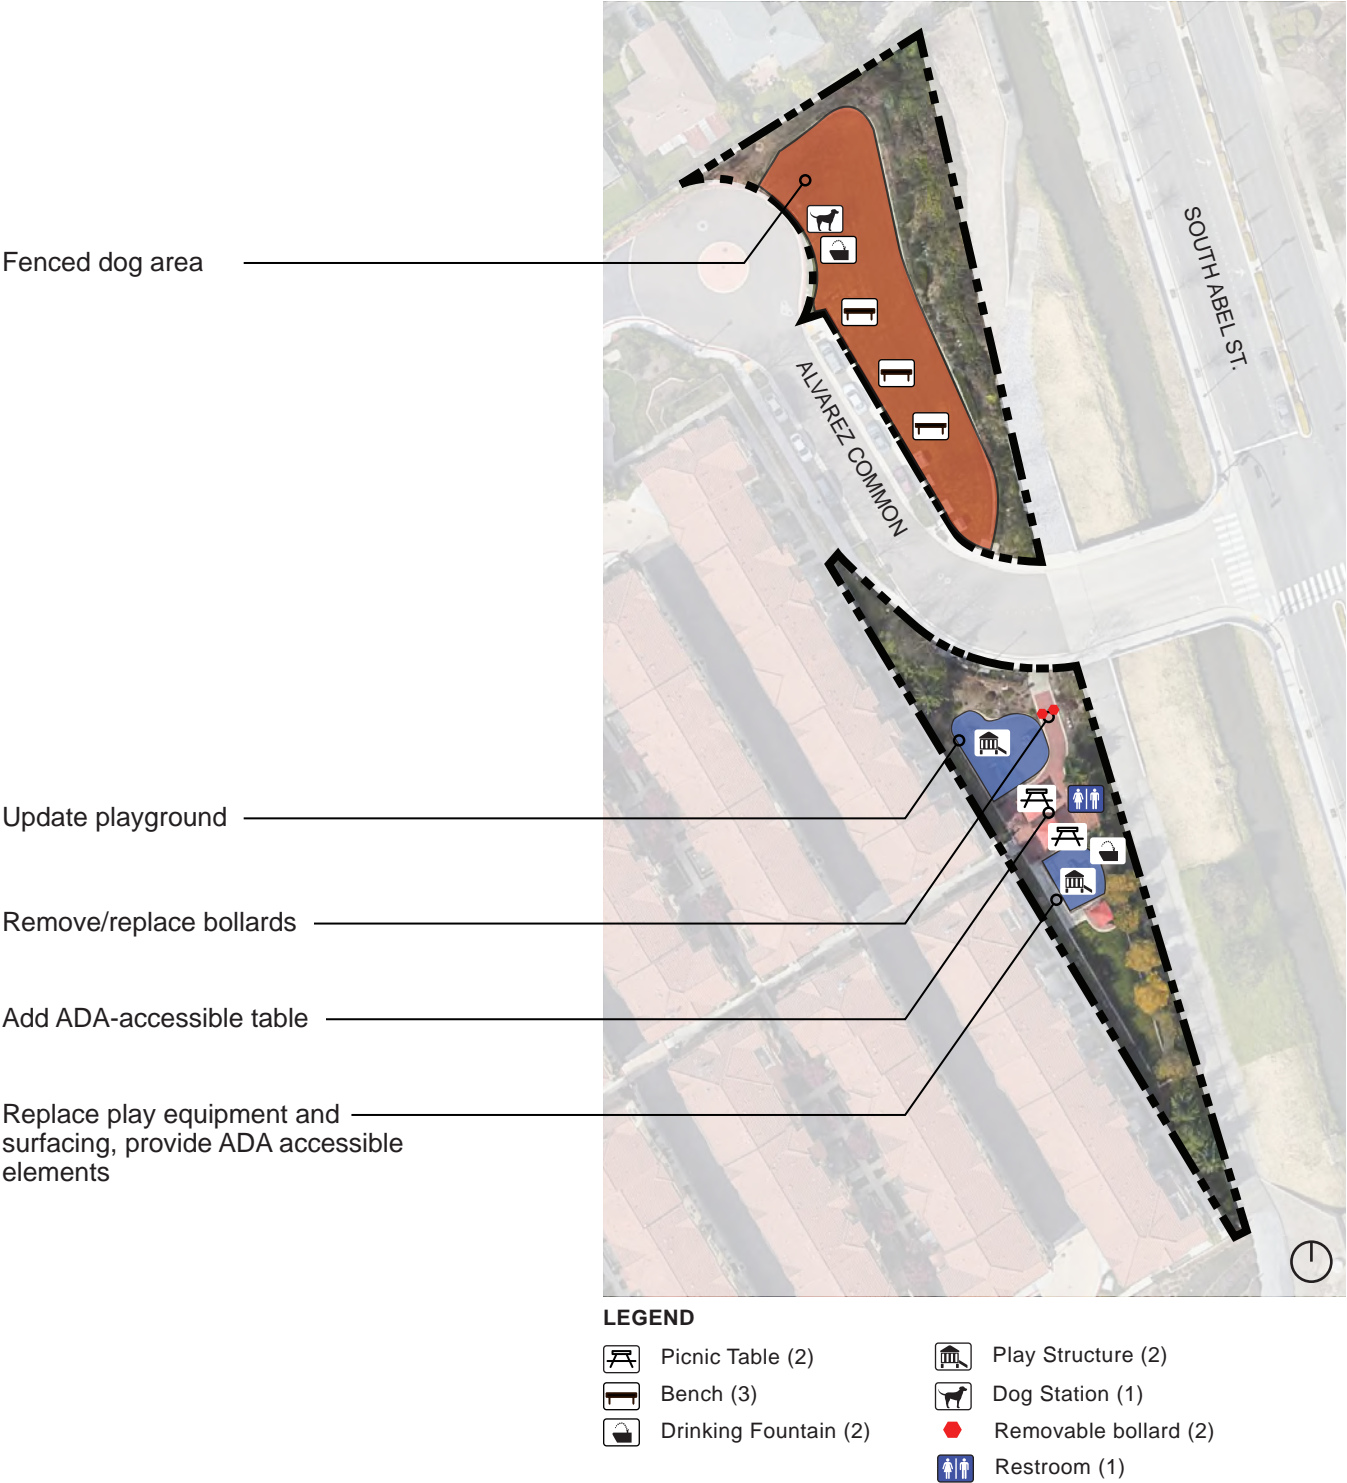 Fenced dog area
SOUTH ABEL ST.
ALVAREZ COMMON
Update playground
Remove/replace bollards
Add ADA-accessible table
Replace play equipment and
surfacing, provide ADA accessible
elements
LEGEND
Picnic Table (2)
Bench (3)
Drinking Fountain (2)
Play Structure (2)
Dog Station (1)
Removable bollard (2)
Restroom (1)